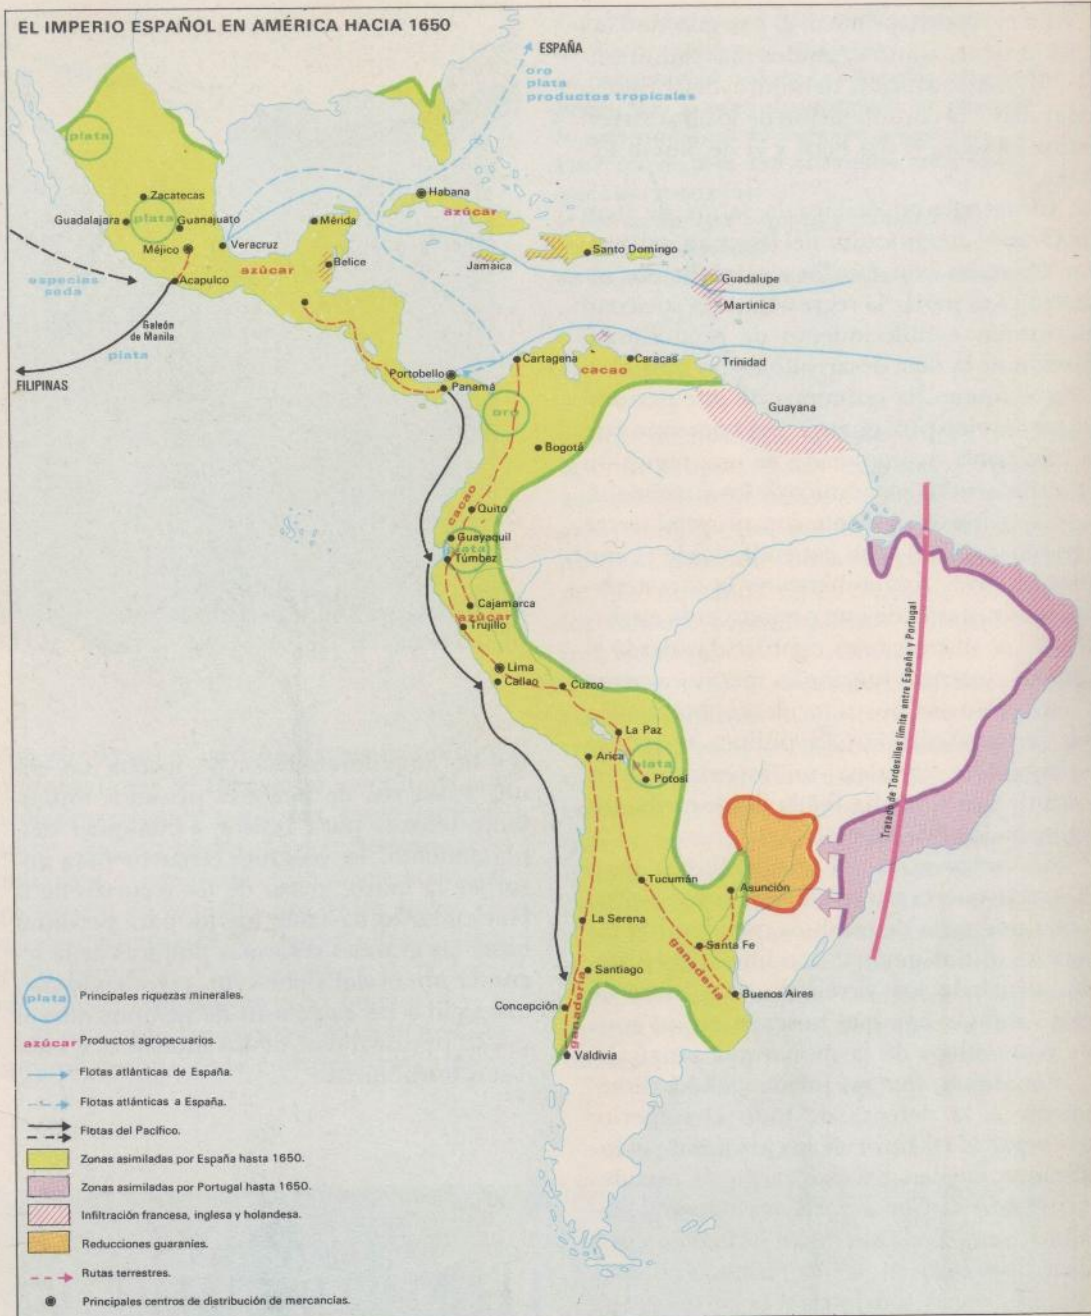 EL IMPERIO ESPAÑOL EN AMÉRICA HACIA 1650
ESPAÑA
oro
plata
productos tropicales
plata
Zacatecas
Guadalajara
plata
Guanajuato
Méjico
Veracruz
Acapulco
Mérida
Belice
azúcar
Habana
azúcar
Jamaica
Santo Domingo
Guadalupe
Martinica
especias
seda
Galeón
de Manila
plata
FILIPINAS
Portobello
Panamá
Cartagena
cacao
Caracas
Trinidad
Guayana
oro
Bogotá
cacao
Quito
Guayaquil
plata
Túmbez
Cajamarca
azúcar
Trujillo
Lima
Callao
Cuzco
La Paz
Arica
plata
Potosí
Tratado de Tordesillas límite entre España y Portugal
Tucumán
Asunción
La Serena
Santa Fe
ganadería
Santiago
Buenos Aires
Concepción
ganadería
Valdivia
plata Principales riquezas minerales.
azúcar Productos agropecuarios.
Flotas atlánticas de España.
Flotas atlánticas a España.
Flotas del Pacífico.
Zonas asimiladas por España hasta 1650.
Zonas asimiladas por Portugal hasta 1650.
Infiltración francesa, inglesa y holandesa.
Reducciones guaraníes.
Rutas terrestres.
Principales centros de distribución de mercancías.